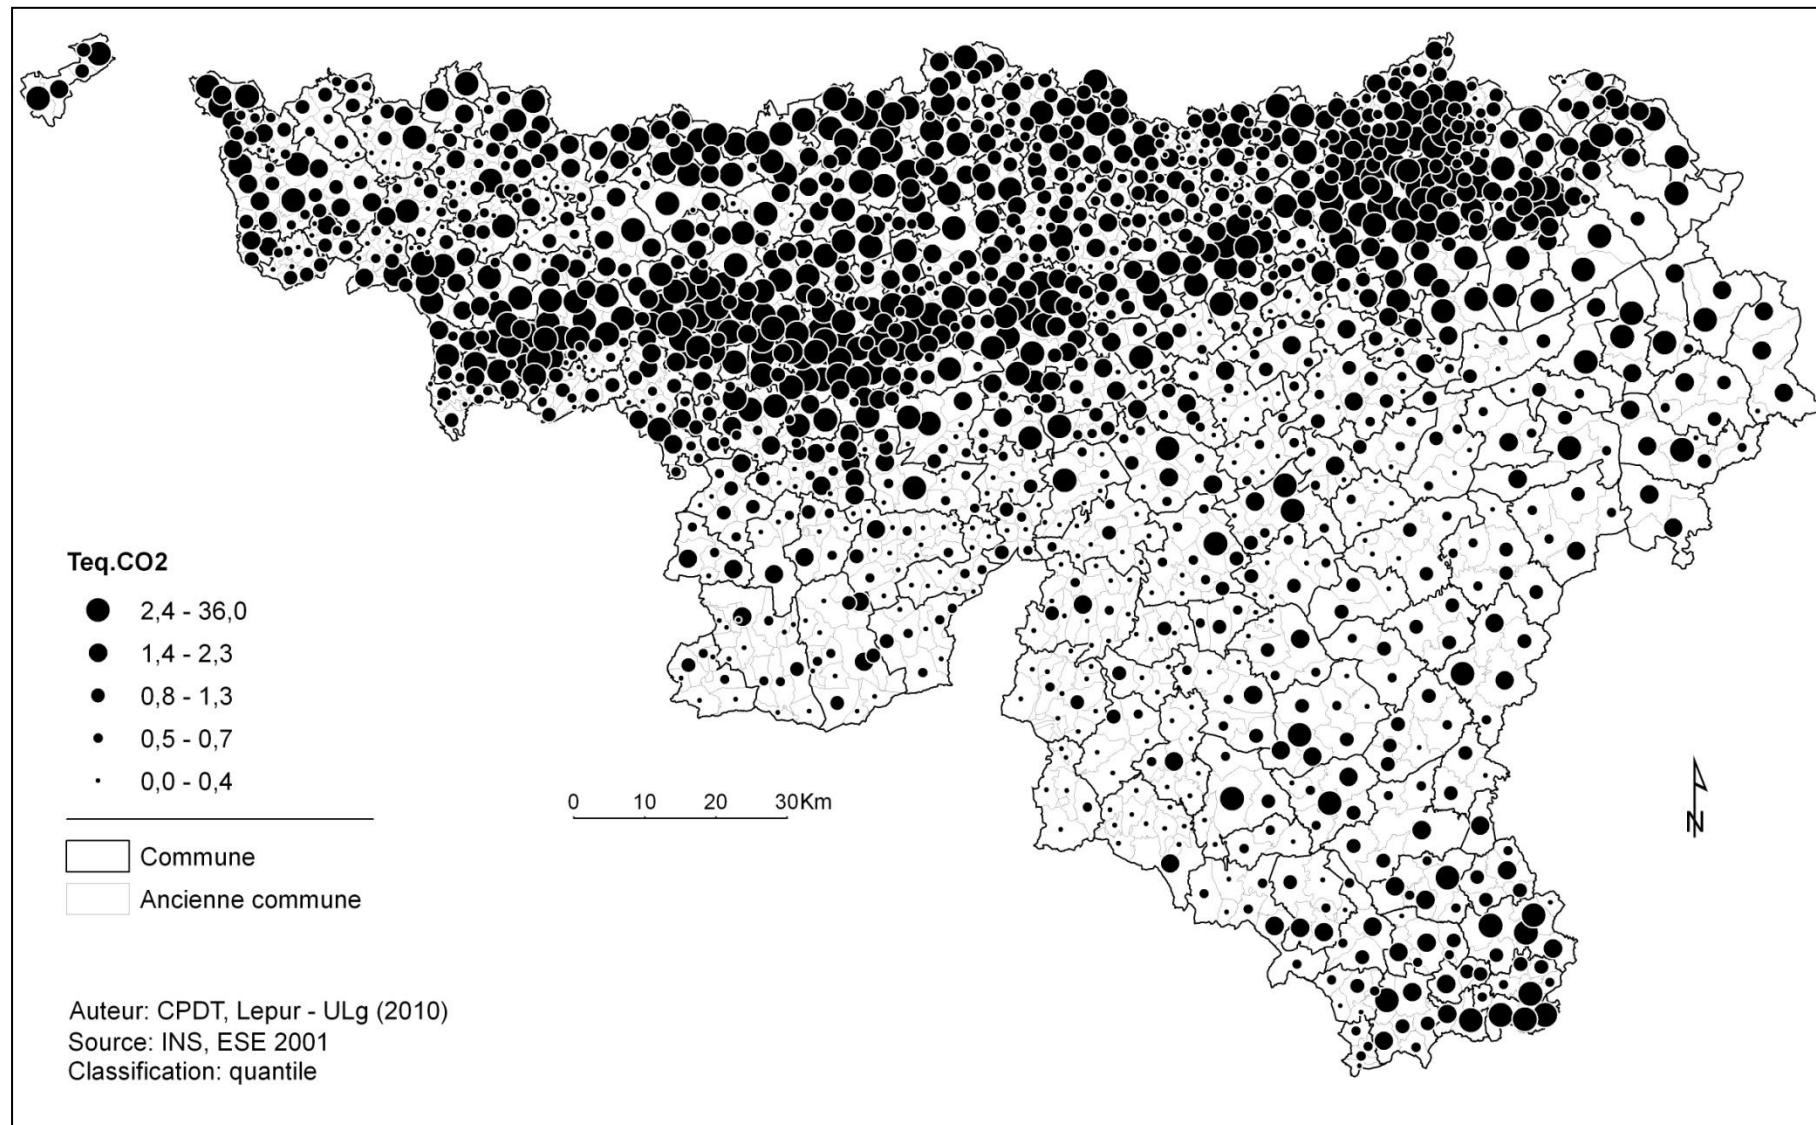 Teq.CO2
2,4 - 36,0
1,4 - 2,3
0,8 - 1,3
0,5 - 0,7
0,0 - 0,4
0 10 20 30Km
Commune
Ancienne commune
N
Auteur: CPDT, Lepur - ULg (2010)
Source: INS, ESE 2001
Classification: quantile